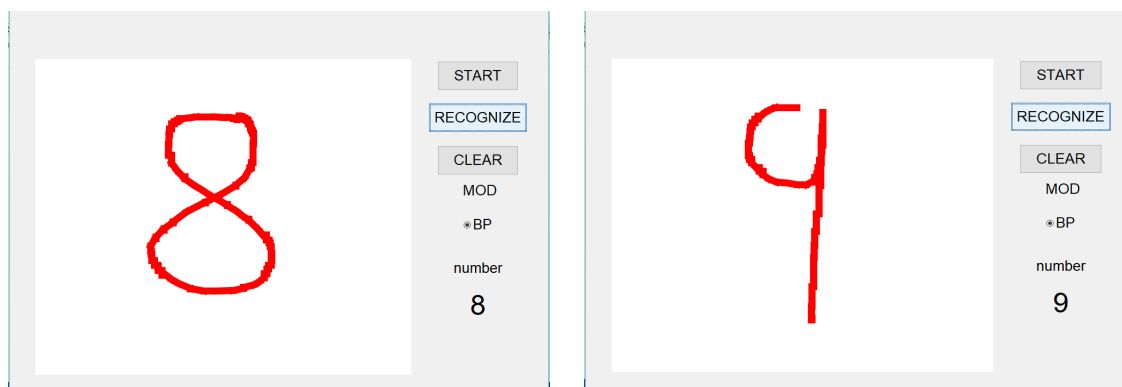 8
START
RECOGNIZE
CLEAR
MOD
BP
number
8
9
START
RECOGNIZE
CLEAR
MOD
BP
number
9